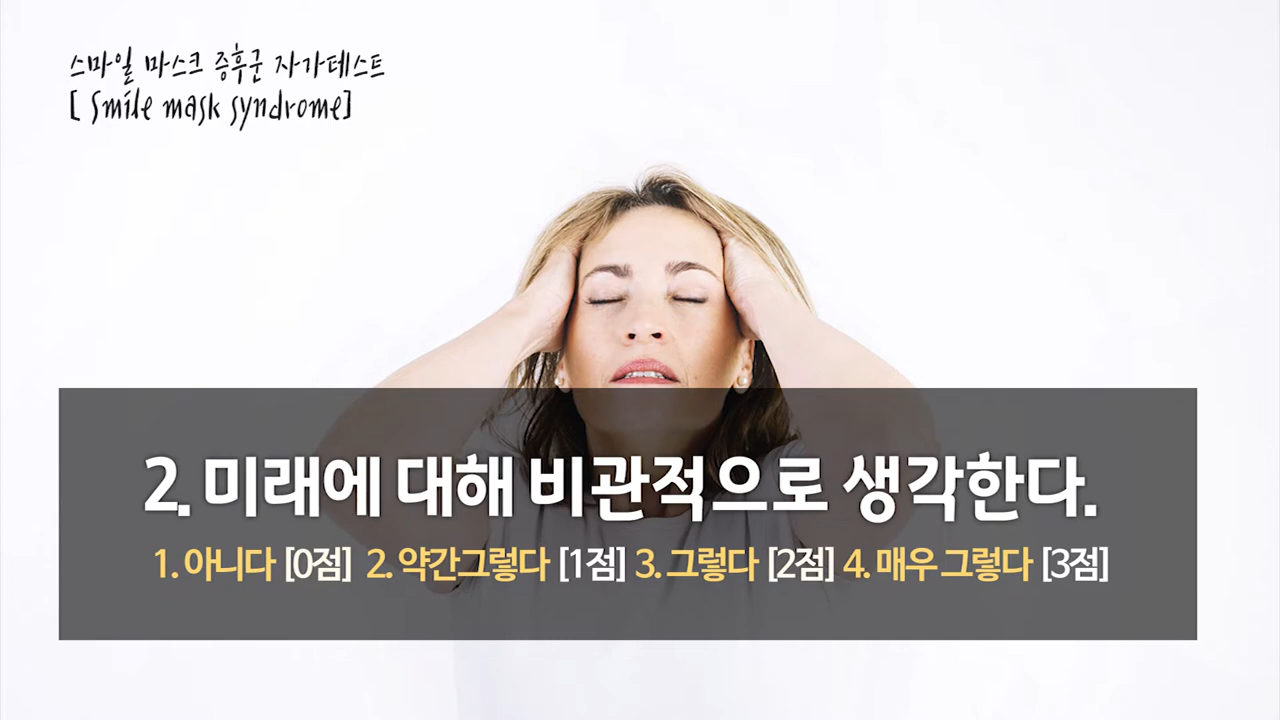 스마일 마스크 증후군 자가테스트
[ Smile mask syndrome]
2. 미래에 대해 비관적으로 생각한다.
1. 아니다 [0점] 2. 약간그렇다 [1점] 3. 그렇다 [2점] 4. 매우 그렇다 [3점]